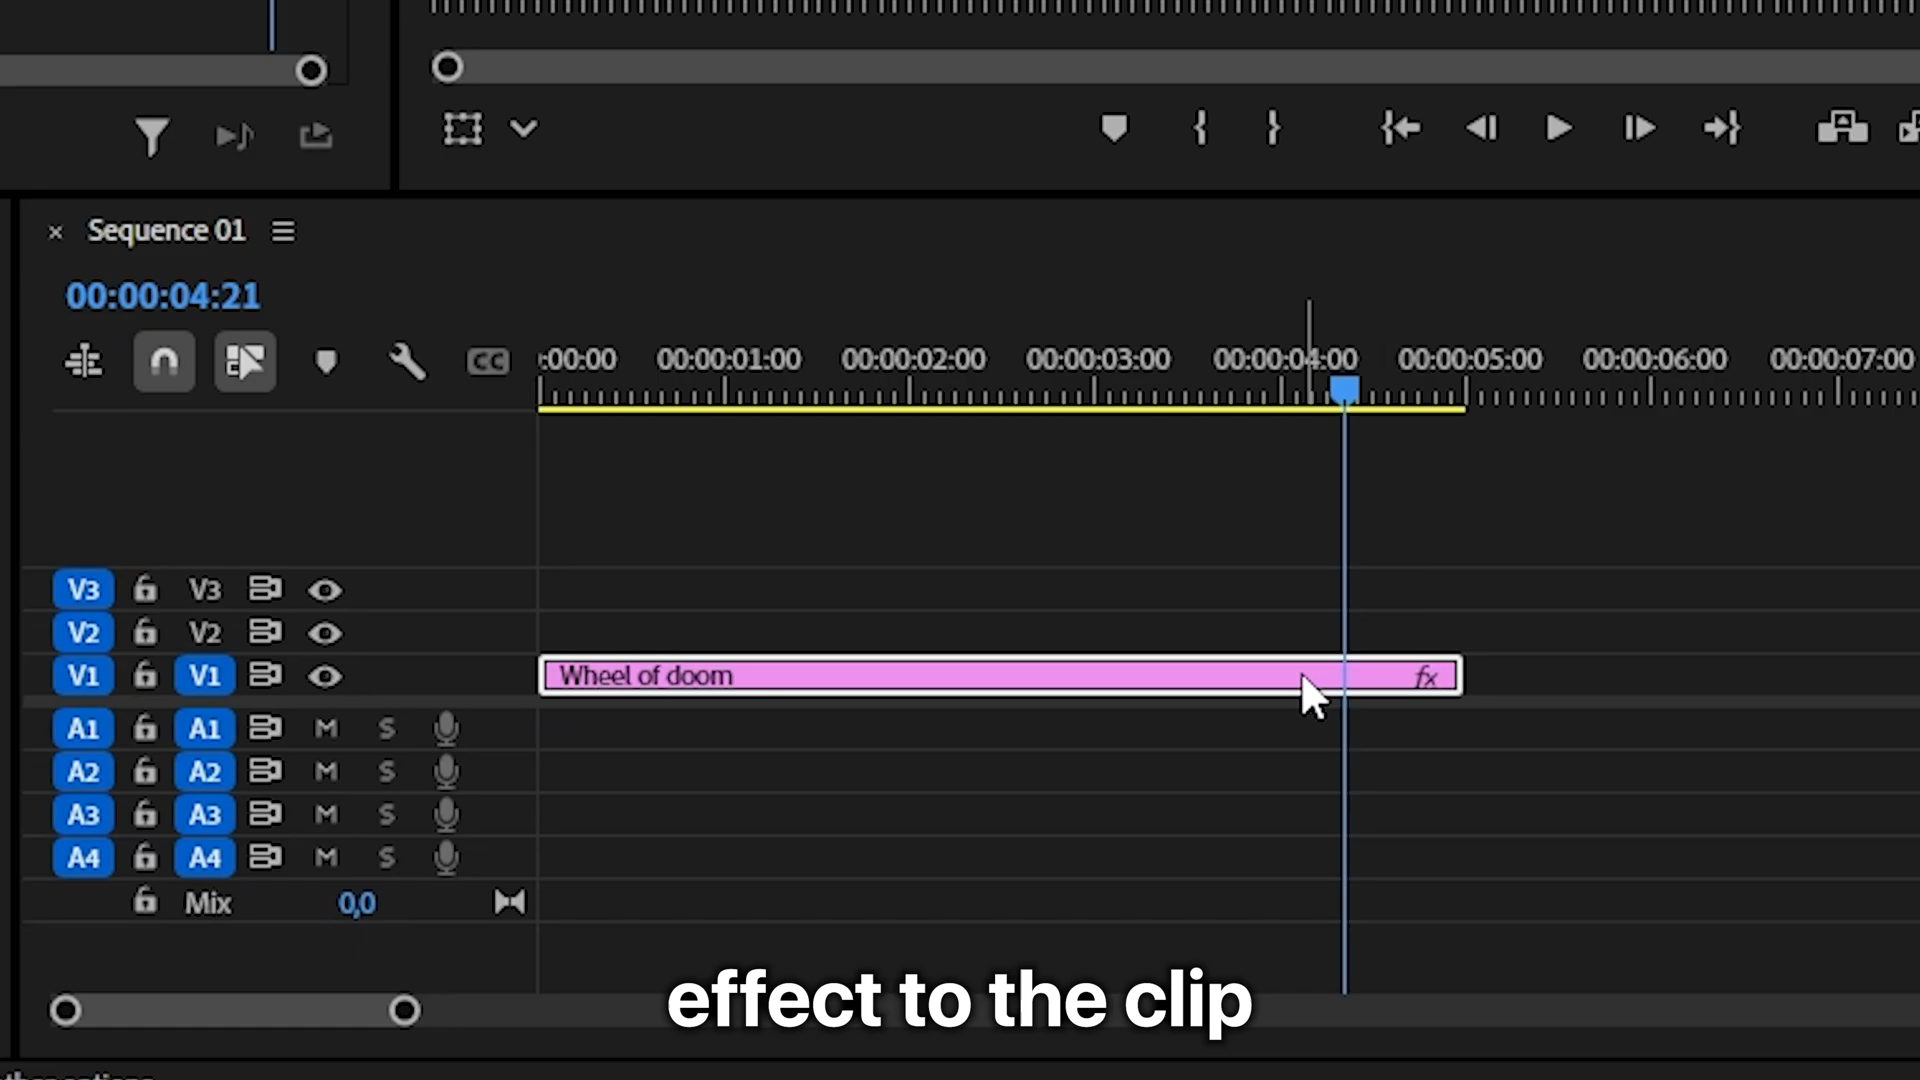 × Sequence 01
00:00:04:21
CC
:00:00 00:00:01:00 00:00:02:00 00:00:03:00 00:00:04:00 00:00:05:00 00:00:06:00 00:00:07:00
V3 V3
V2 V2
V1 V1 Wheel of doom fx
A1 A1 M S
A2 A2 M S
A3 A3 M S
A4 A4 M S
Mix 0,0
effect to the clip